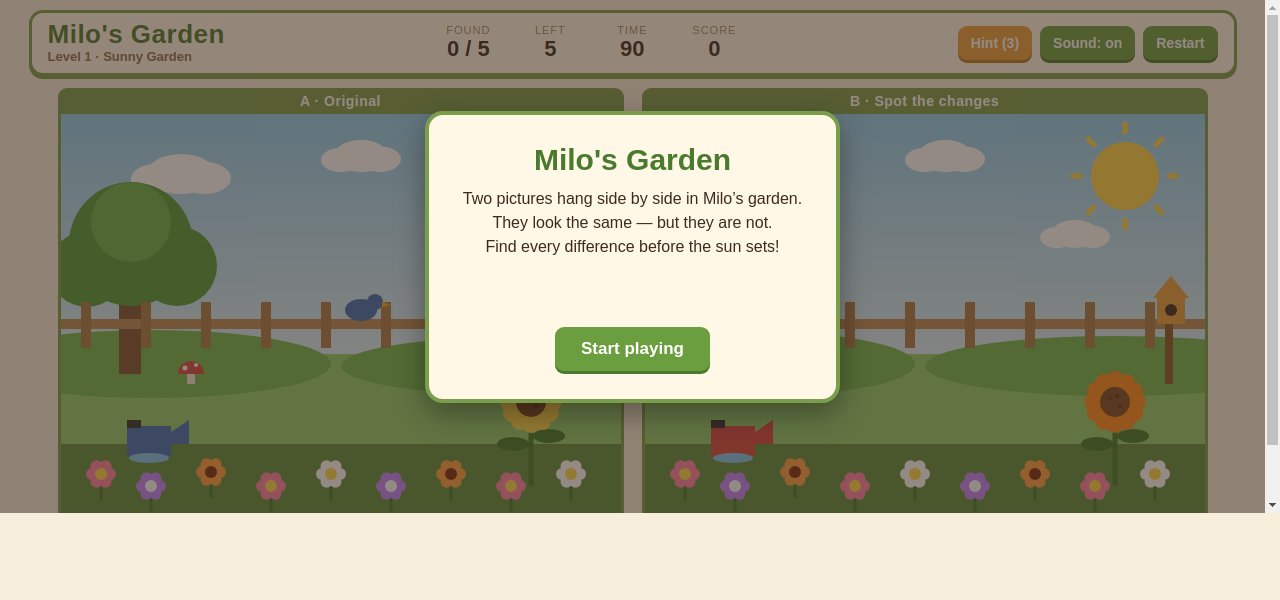 Milo's Garden
Level 1 · Sunny Garden
FOUND
0 / 5
LEFT
5
TIME
90
SCORE
0
Hint (3)
Sound: on
Restart
A · Original
B · Spot the changes
Milo's Garden
Two pictures hang side by side in Milo’s garden.
They look the same — but they are not.
Find every difference before the sun sets!
Start playing